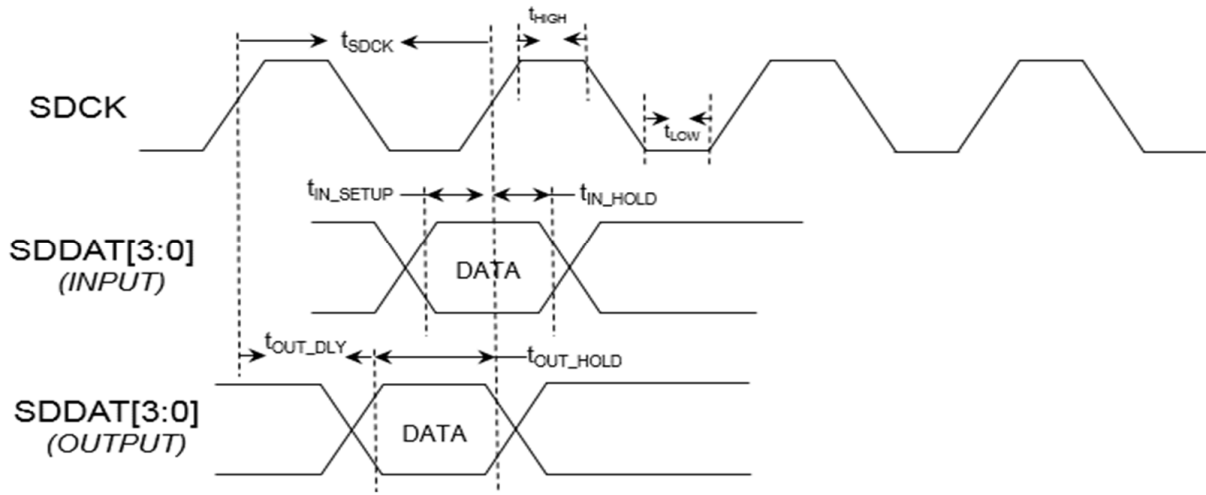 tHIGH
tSDCK
SDCK
tLOW
tIN_SETUP
tIN_HOLD
SDDAT[3:0]
(INPUT)
DATA
tOUT_DLY
tOUT_HOLD
SDDAT[3:0]
(OUTPUT)
DATA